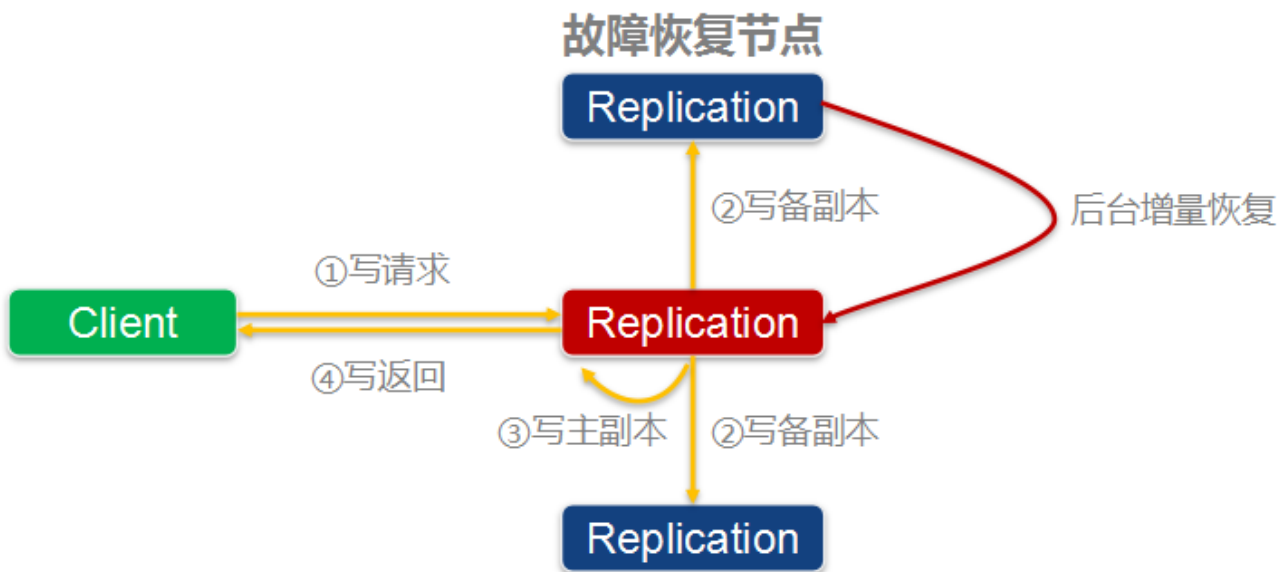 故障恢复节点
Replication
②写备副本
后台增量恢复
①写请求
Client
Replication
④写返回
③写主副本
②写备副本
Replication